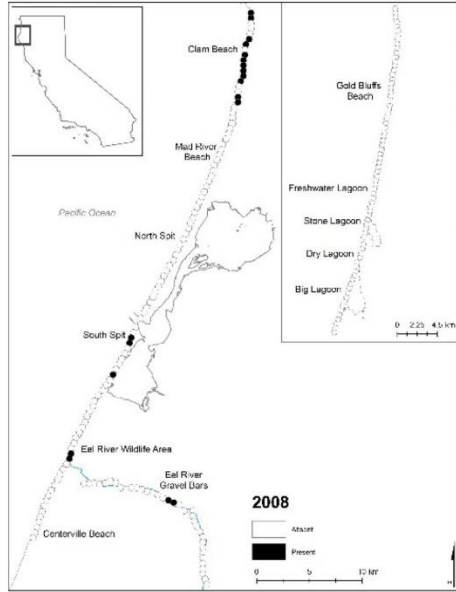 Clam Beach
Gold Bluffs
Beach
Mad River
Beach
Pacific Ocean
Freshwater Lagoon
Stone Lagoon
North Spit
Dry Lagoon
Big Lagoon
0 2.25 4.5 km
South Spit
Eel River Wildlife Area
Eel River
Gravel Bars
2008
Absent
Centerville Beach
Present
0 5 10 km
N